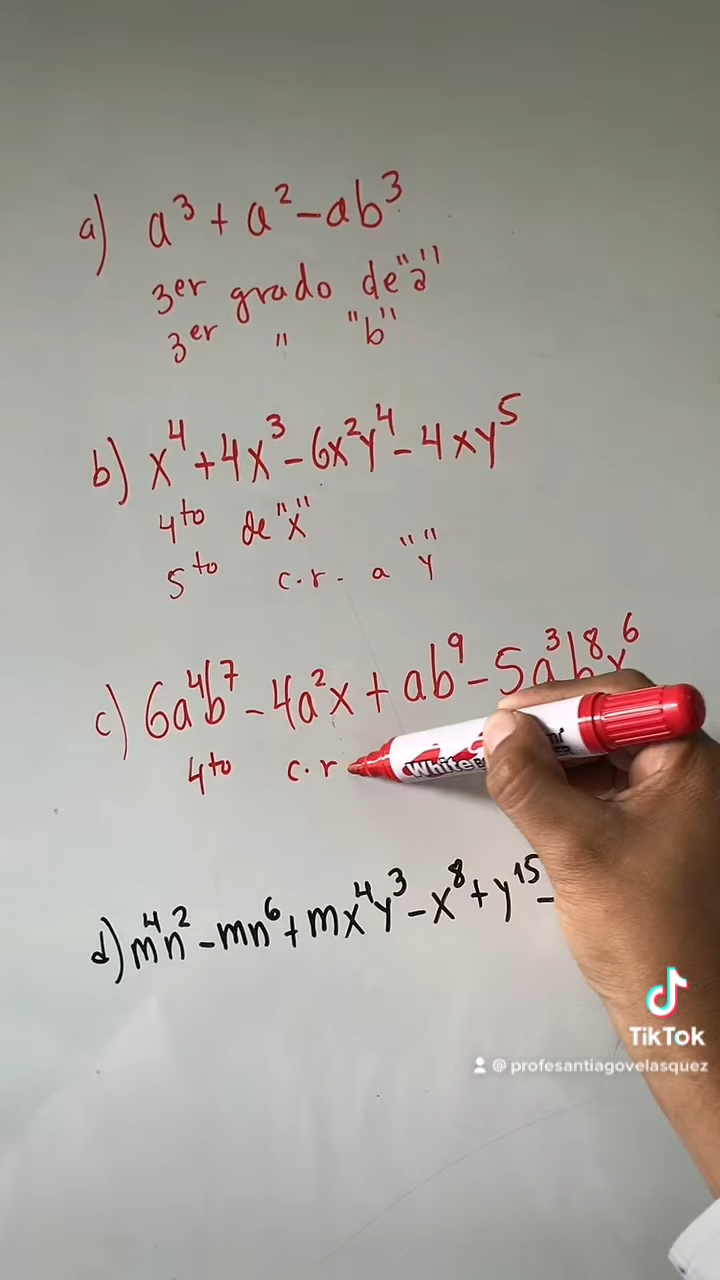 a) a³ + a² - ab³
3er grado de "a"
3er " "b"
b) x⁴ + 4x³ - 6x²y⁴ - 4xy⁵
4to de "x"
5to c.r. a "y"
c) 6a⁴b⁷ - 4a²x + ab⁹ - 5a³b⁸x⁶
4to c.r
White
d) m⁴n² - mn⁶ + mx⁴y³ - x⁸ + y¹⁵ -
TikTok
@profesantiagovelasquez